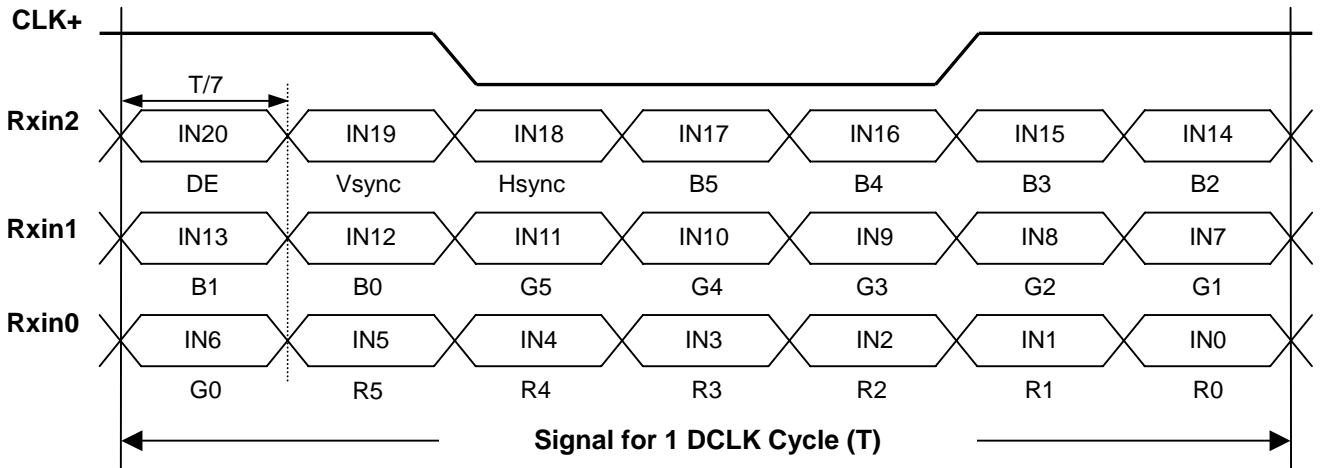 CLK+
T/7
Rxin2 IN20 IN19 IN18 IN17 IN16 IN15 IN14
DE Vsync Hsync B5 B4 B3 B2
Rxin1 IN13 IN12 IN11 IN10 IN9 IN8 IN7
B1 B0 G5 G4 G3 G2 G1
Rxin0 IN6 IN5 IN4 IN3 IN2 IN1 IN0
G0 R5 R4 R3 R2 R1 R0
Signal for 1 DCLK Cycle (T)